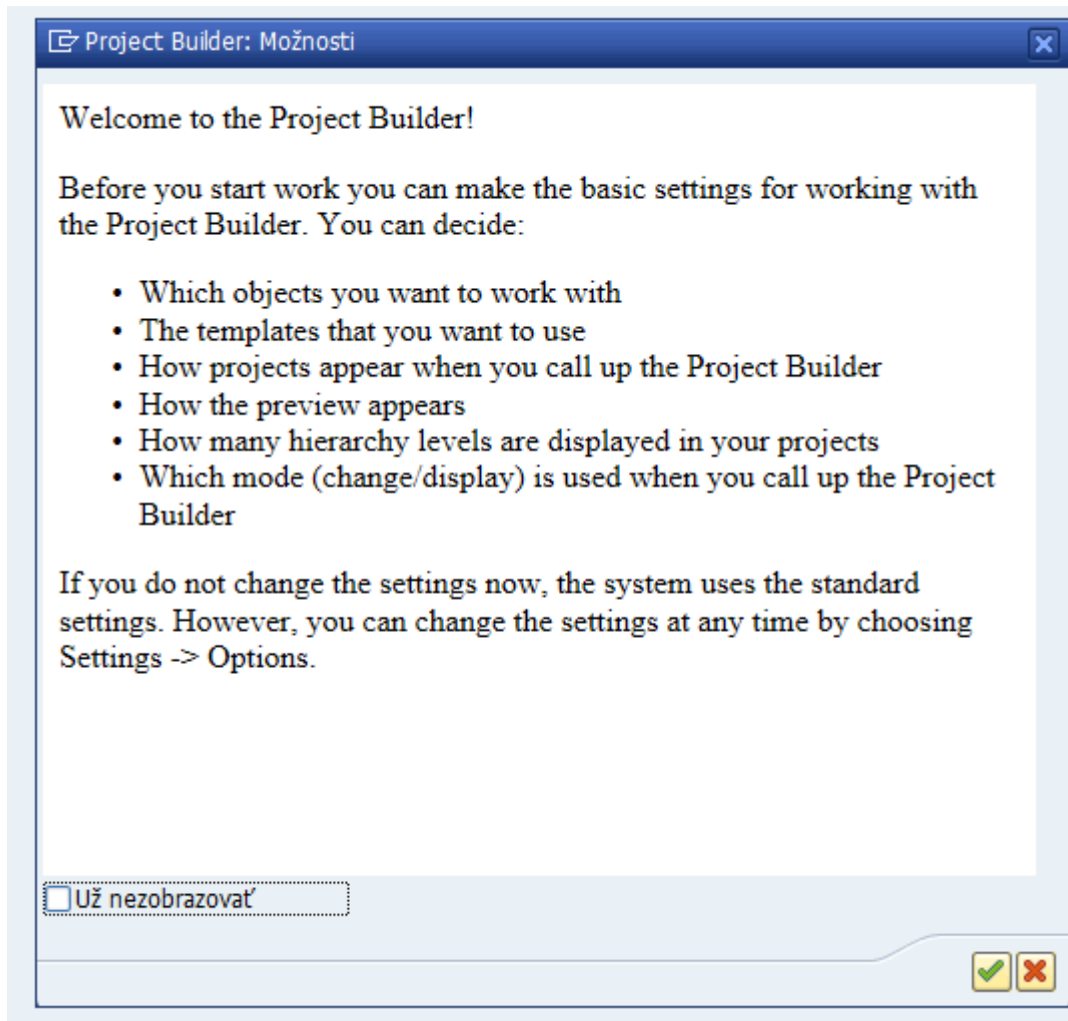 Project Builder: Možnosti
Welcome to the Project Builder!
Before you start work you can make the basic settings for working with
the Project Builder. You can decide:
• Which objects you want to work with
• The templates that you want to use
• How projects appear when you call up the Project Builder
• How the preview appears
• How many hierarchy levels are displayed in your projects
• Which mode (change/display) is used when you call up the Project
Builder
If you do not change the settings now, the system uses the standard
settings. However, you can change the settings at any time by choosing
Settings -> Options.
Už nezobrazovať